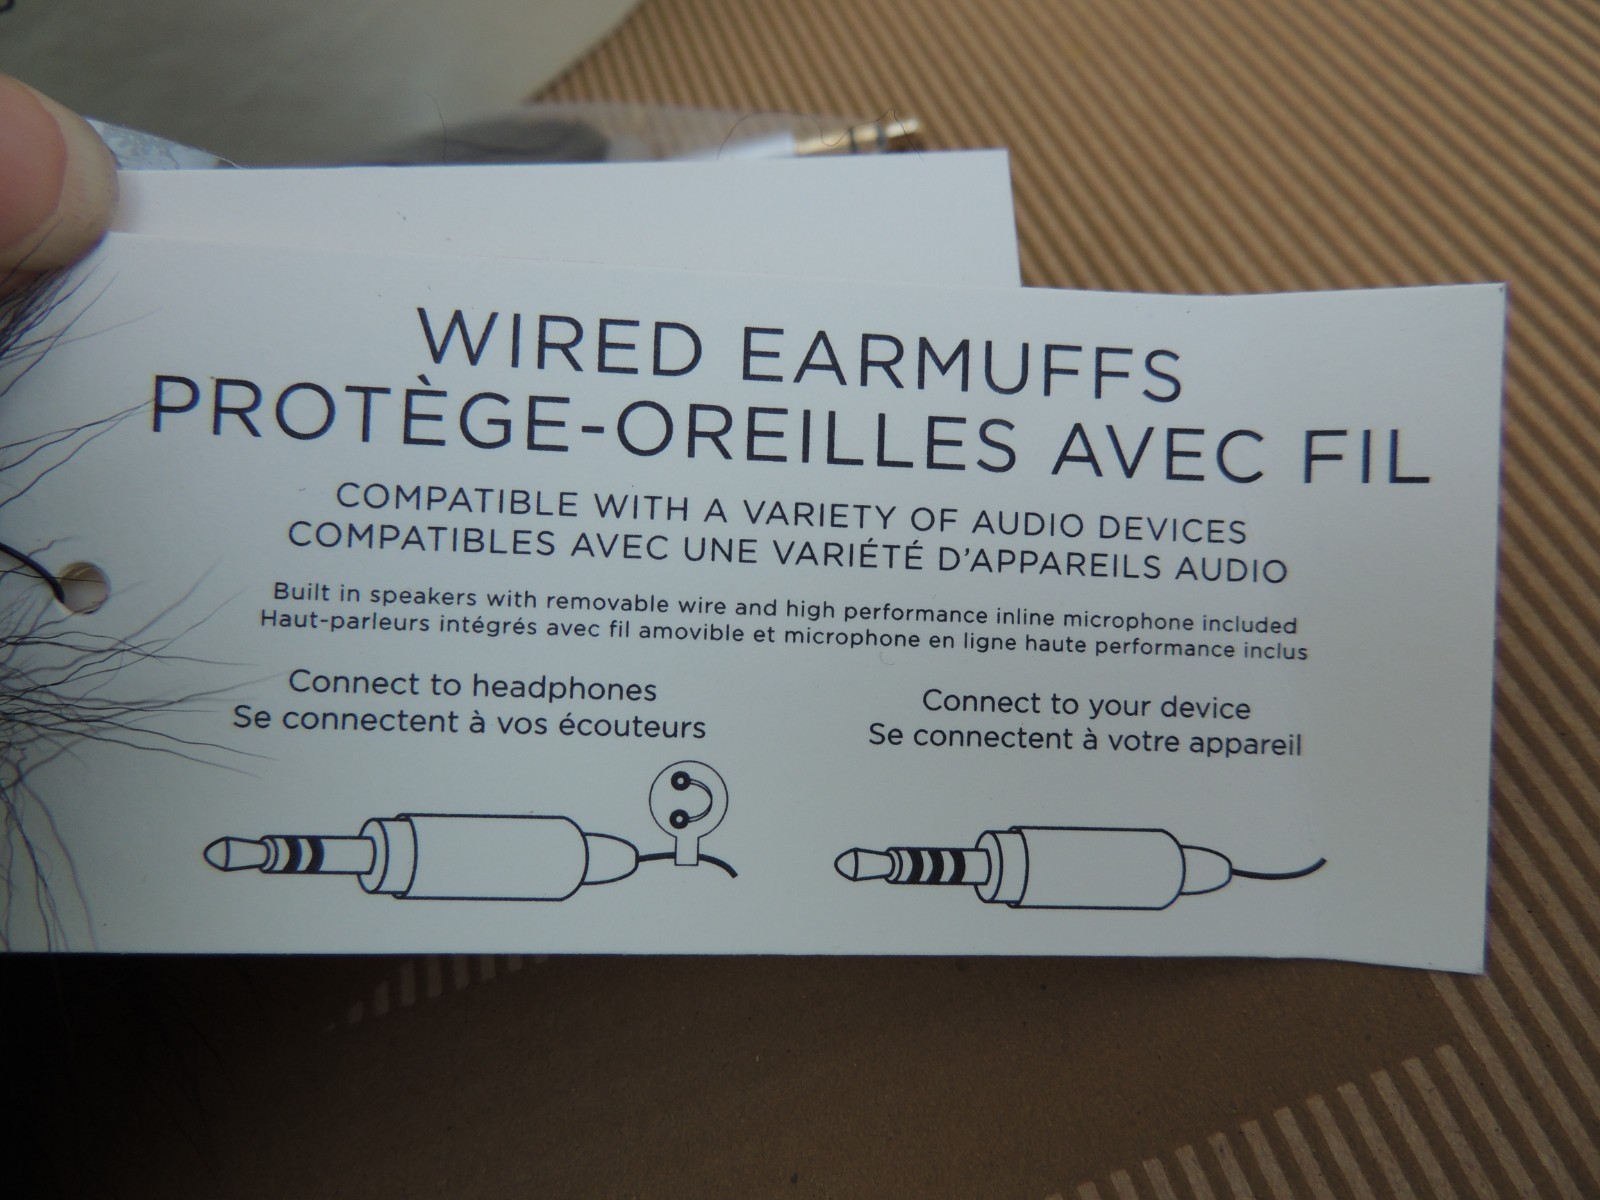 WIRED EARMUFFS
PROTÈGE-OREILLES AVEC FIL
COMPATIBLE WITH A VARIETY OF AUDIO DEVICES
COMPATIBLES AVEC UNE VARIÉTÉ D'APPAREILS AUDIO
Built in speakers with removable wire and high performance inline microphone included
Haut-parleurs intégrés avec fil amovible et microphone en ligne haute performance inclus
Connect to headphones
Se connectent à vos écouteurs
Connect to your device
Se connectent à votre appareil